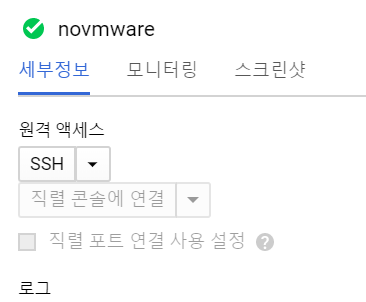 novmware
세부정보 모니터링 스크린샷
원격 액세스
SSH
직렬 콘솔에 연결
직렬 포트 연결 사용 설정 ?
로그